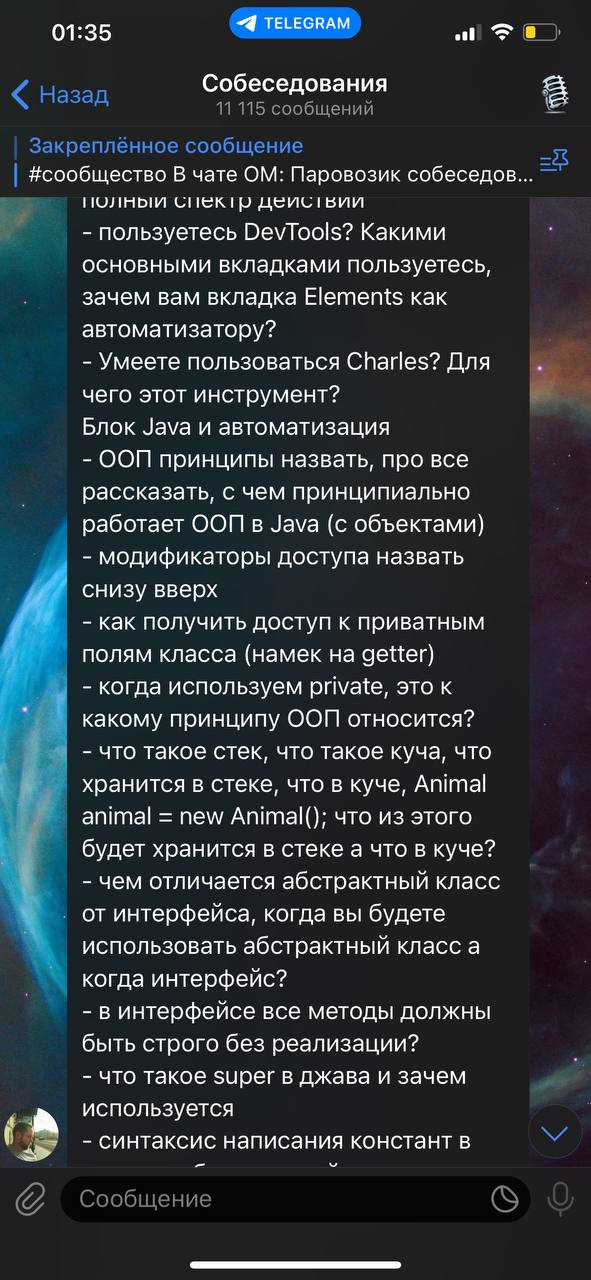 01:35
TELEGRAM
Назад
Собеседования
11 115 сообщений
Закреплённое сообщение
#сообщество В чате ОМ: Паровозик собеседов...
полный спектр действий
- пользуетесь DevTools? Какими
основными вкладками пользуетесь,
зачем вам вкладка Elements как
автоматизатору?
- Умеете пользоваться Charles? Для
чего этот инструмент?
Блок Java и автоматизация
- ООП принципы назвать, про все
рассказать, с чем принципиально
работает ООП в Java (с объектами)
- модификаторы доступа назвать
снизу вверх
- как получить доступ к приватным
полям класса (намек на getter)
- когда используем private, это к
какому принципу ООП относится?
- что такое стек, что такое куча, что
хранится в стеке, что в куче, Animal
animal = new Animal(); что из этого
будет хранится в стеке а что в куче?
- чем отличается абстрактный класс
от интерфейса, когда вы будете
использовать абстрактный класс а
когда интерфейс?
- в интерфейсе все методы должны
быть строго без реализации?
- что такое super в джава и зачем
используется
- синтаксис написания констант в
Сообщение